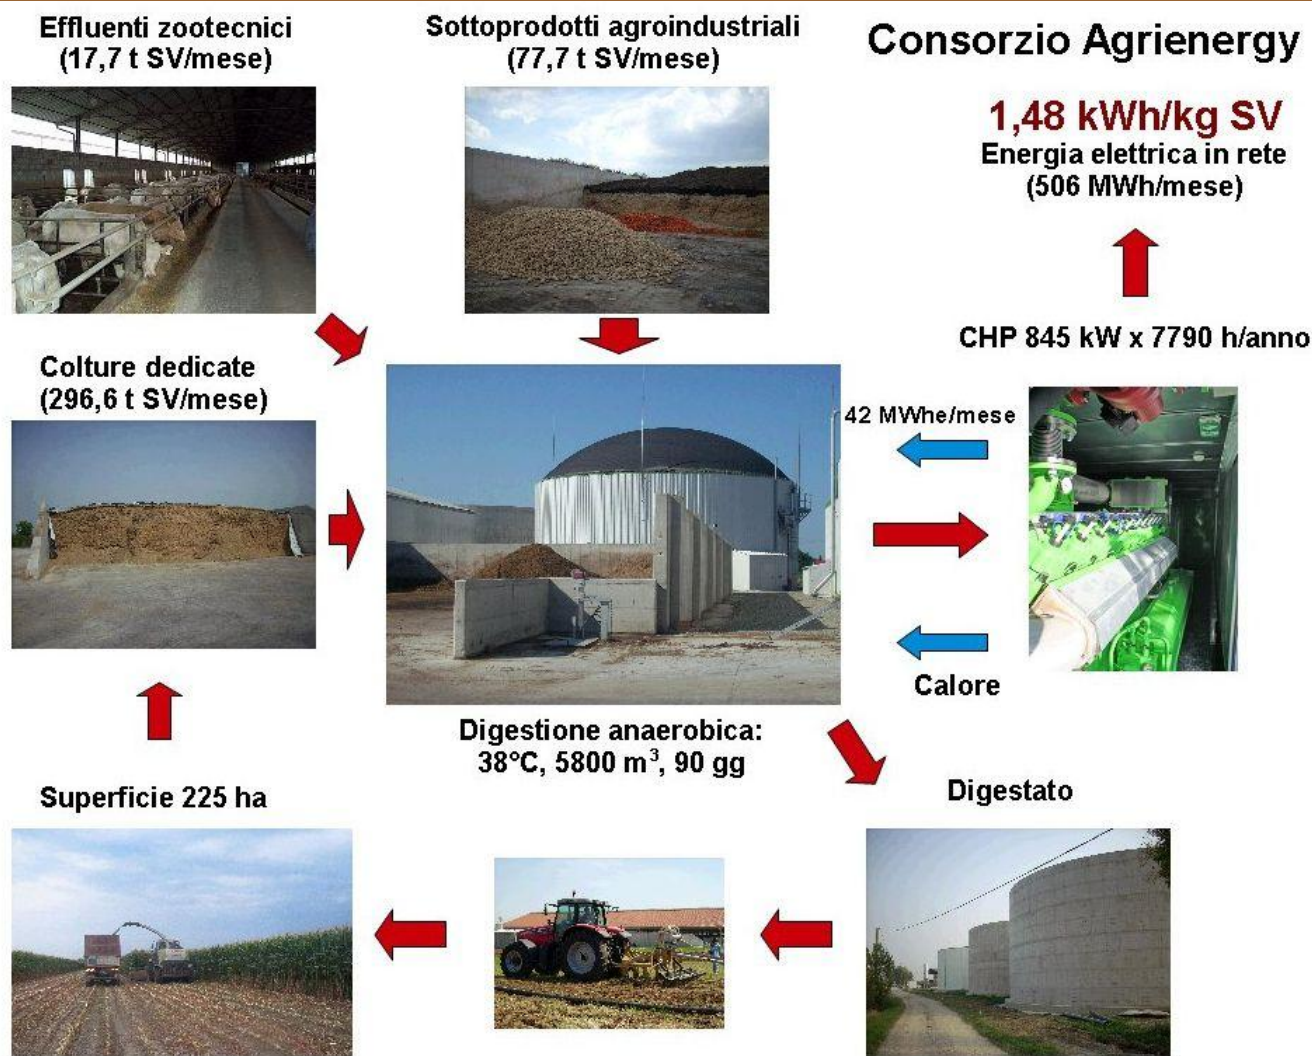 Effluenti zootecnici
(17,7 t SV/mese)
Sottoprodotti agroindustriali
(77,7 t SV/mese)
Consorzio Agrienergy
1,48 kWh/kg SV
Energia elettrica in rete
(506 MWh/mese)
CHP 845 kW x 7790 h/anno
Colture dedicate
(296,6 t SV/mese)
42 MWhe/mese
Calore
Digestione anaerobica:
38°C, 5800 m³, 90 gg
Superficie 225 ha
Digestato